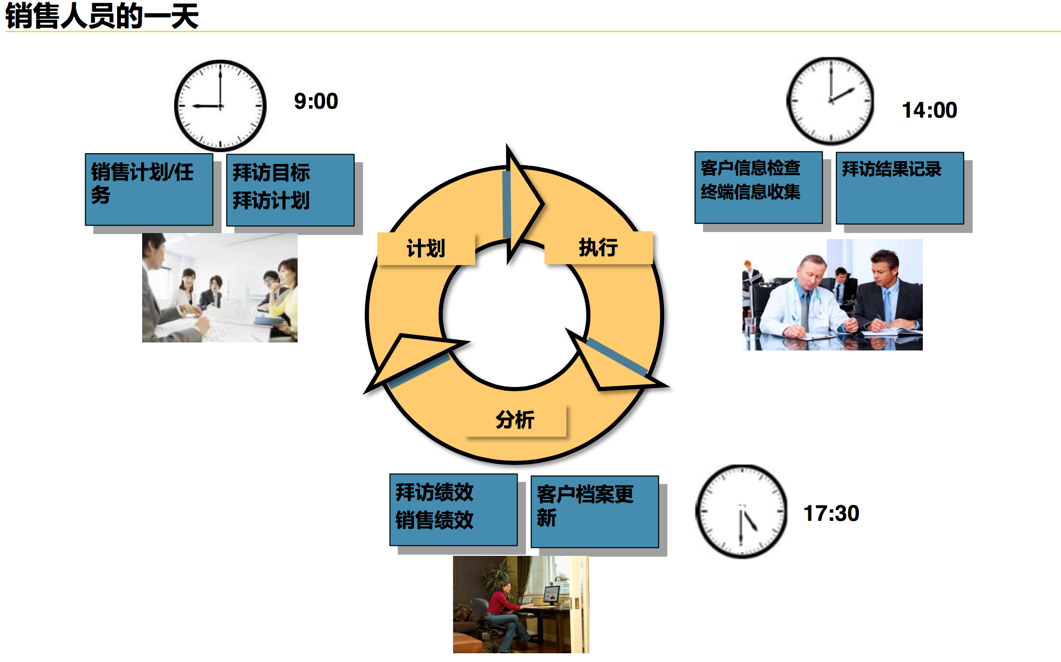 销售人员的一天
9:00
14:00
销售计划/任
务
拜访目标
拜访计划
客户信息检查
终端信息收集
拜访结果记录
计划
执行
分析
拜访绩效
销售绩效
客户档案更
新
17:30